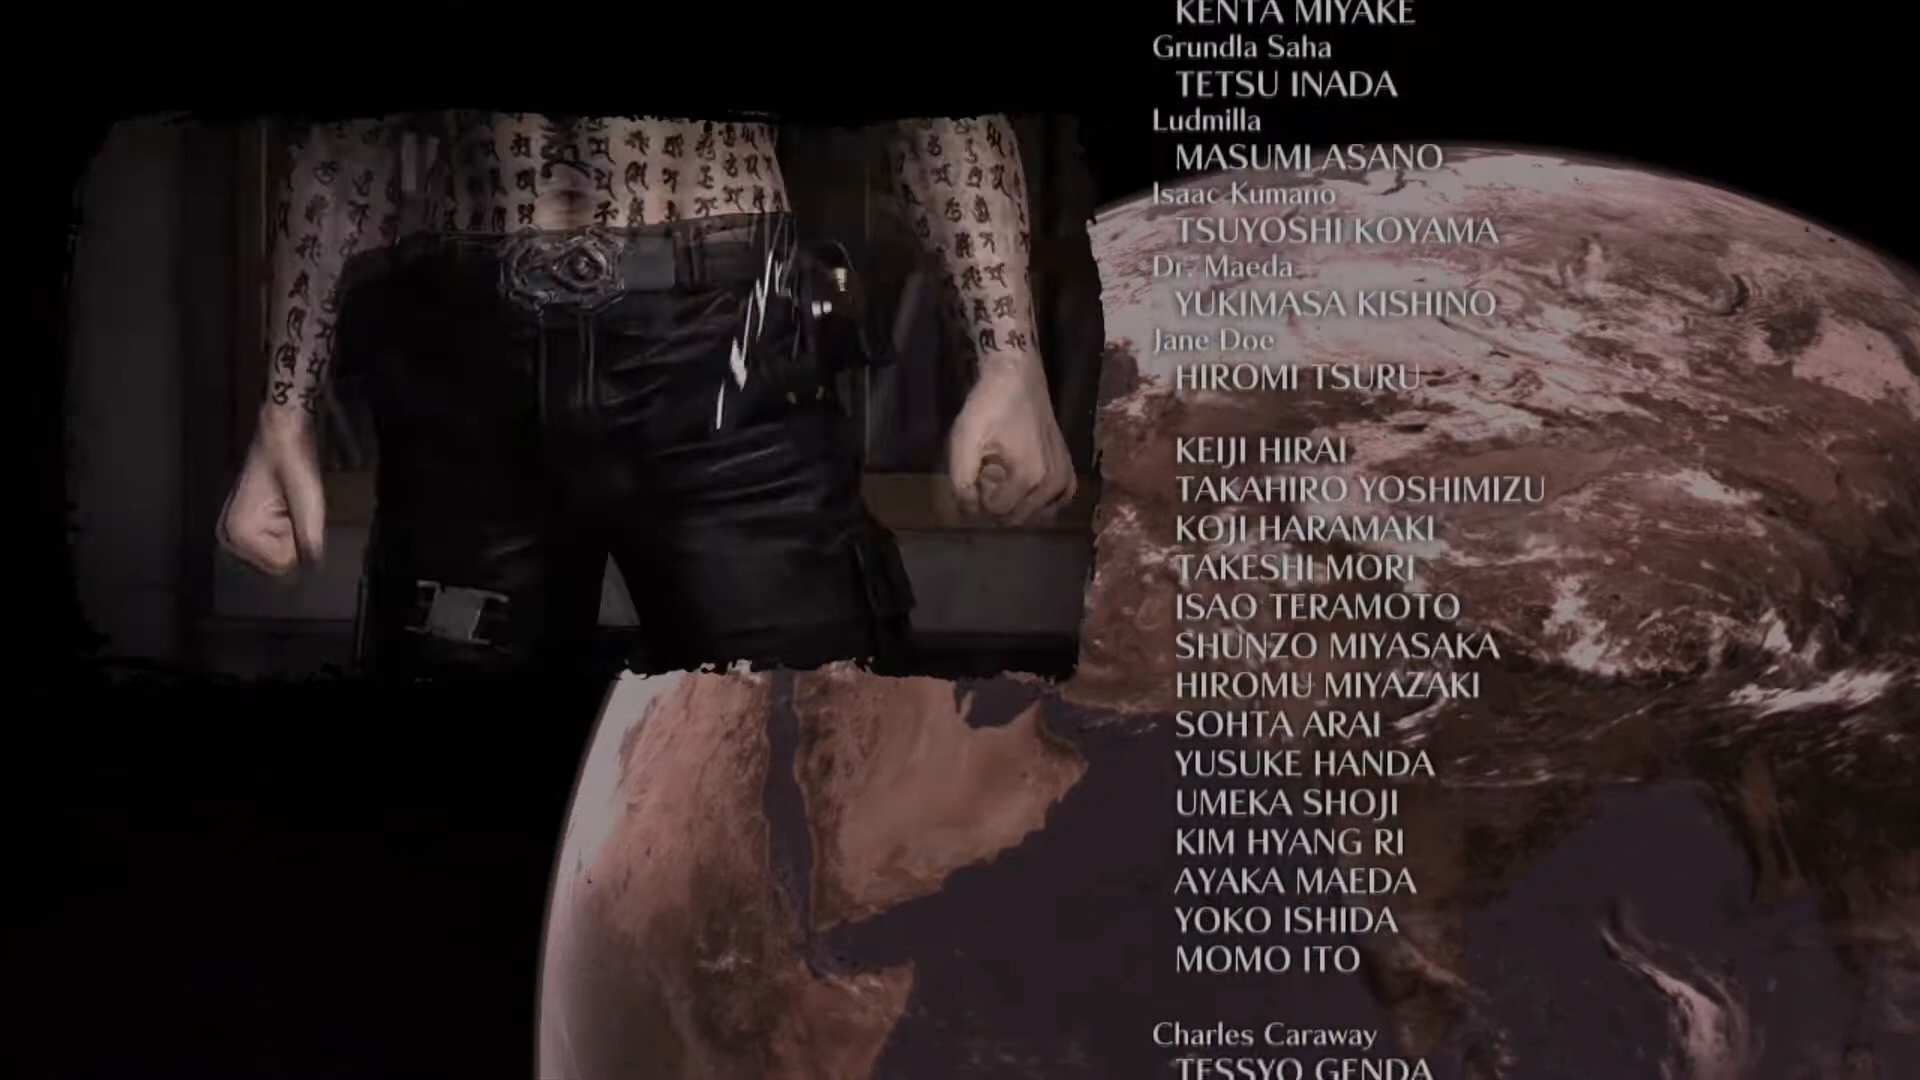 KENTA MIYAKE
Grundla Saha
TETSU INADA
Ludmilla
MASUMI ASANO
Isaac Kumano
TSUYOSHI KOYAMA
Dr. Maeda
YUKIMASA KISHINO
Jane Doe
HIROMI TSURU
KEIJI HIRAI
TAKAHIRO YOSHIMIZU
KOJI HARAMAKI
TAKESHI MORI
ISAO TERAMOTO
SHUNZO MIYASAKA
HIROMU MIYAZAKI
SOHTA ARAI
YUSUKE HANDA
UMEKA SHOJI
KIM HYANG RI
AYAKA MAEDA
YOKO ISHIDA
MOMO ITO
Charles Caraway
TESSYO GENDA